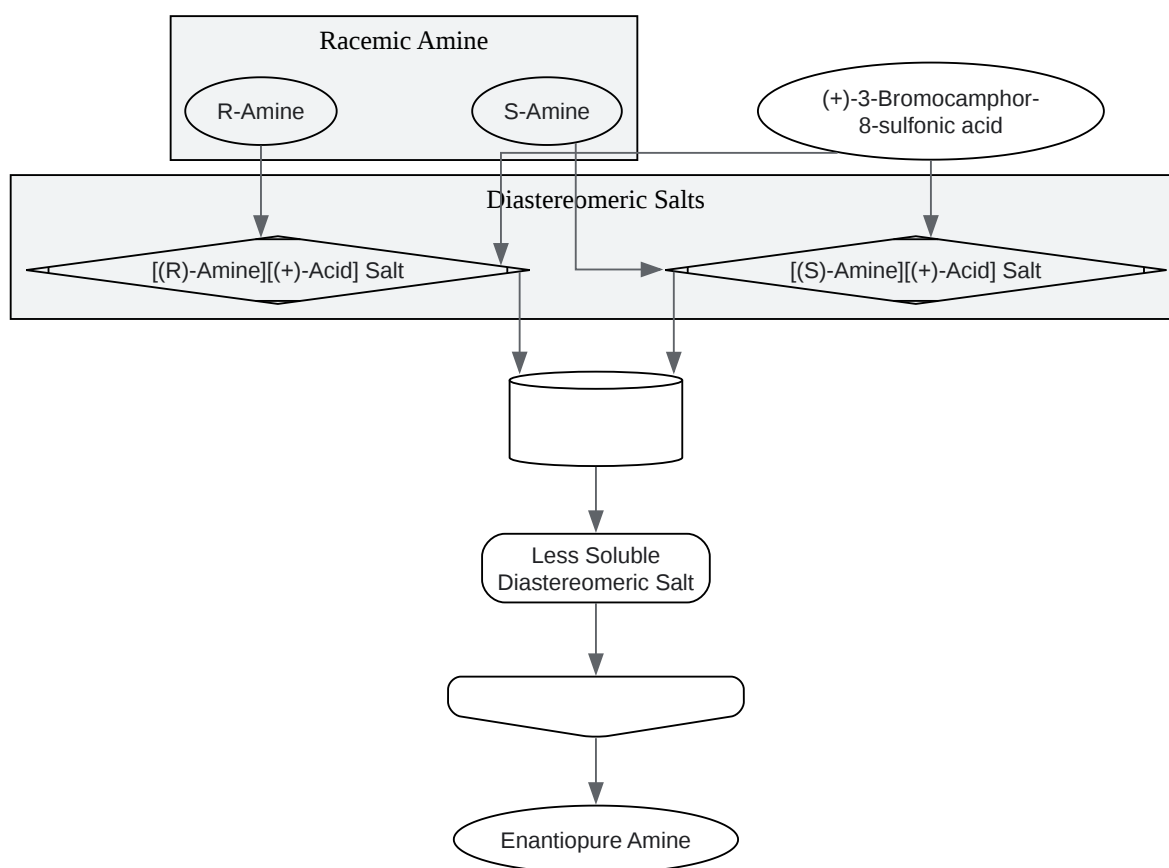 Racemic Amine
R-Amine
S-Amine
(+)-3-Bromocamphor-
8-sulfonic acid
Diastereomeric Salts
[(R)-Amine][(+)-Acid] Salt
[(S)-Amine][(+)-Acid] Salt
Less Soluble
Diastereomeric Salt
Enantiopure Amine